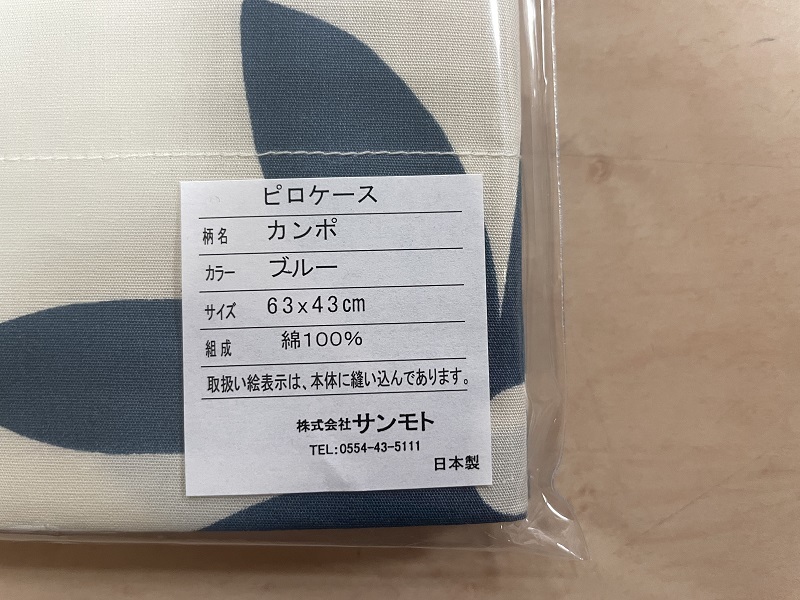 ピロケース
柄名 カンポ
カラー ブルー
サイズ 63x43cm
組成 綿100%
取扱い絵表示は、本体に縫い込んであります。
株式会社サンモト
TEL:0554-43-5111
日本製